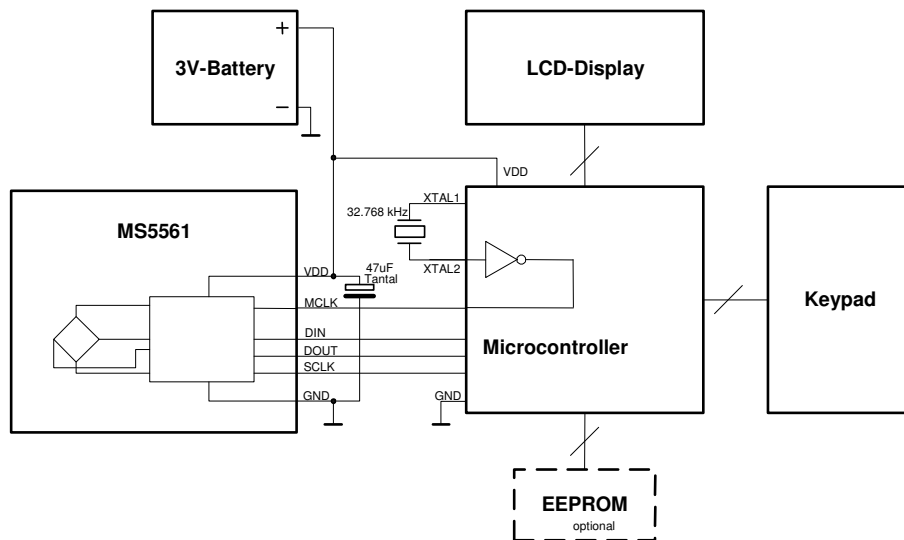 +
3V-Battery
−
LCD-Display
VDD
XTAL1
32.768 kHz
XTAL2
MS5561
VDD
47uF
Tantal
MCLK
DIN
DOUT
SCLK
GND
GND
Microcontroller
Keypad
EEPROM
optional